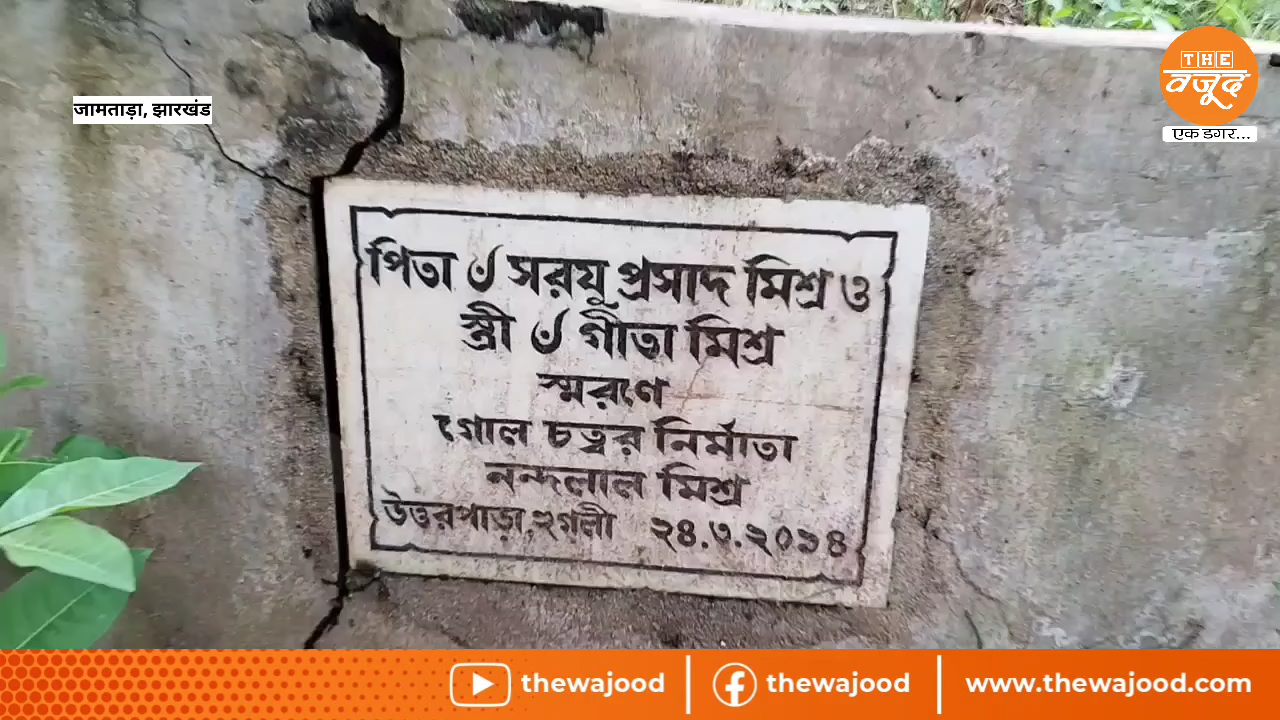 जामताड़ा, झारखंड
THE
वजूद
एक डगर...
পিতা ঁ সরযূ প্রসাদ মিশ্র ও
স্ত্রী ঁ গীতা মিশ্র
স্মরণে
গোল চত্বর নির্মাতা
নন্দলাল মিশ্র
উত্তরপাড়া, হুগলী ২৪.৩.২০১৪
thewajood
thewajood
www.thewajood.com